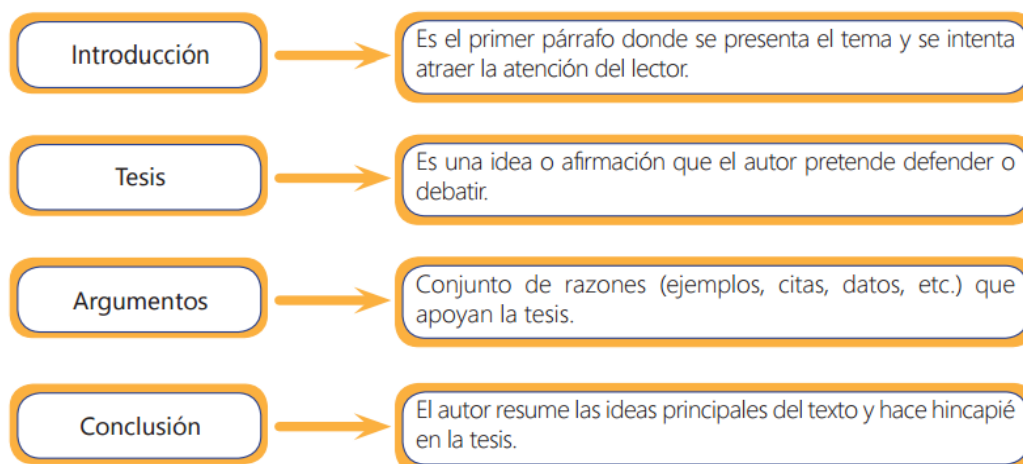 Introducción
Es el primer párrafo donde se presenta el tema y se intenta
atraer la atención del lector.
Tesis
Es una idea o afirmación que el autor pretende defender o
debatir.
Argumentos
Conjunto de razones (ejemplos, citas, datos, etc.) que
apoyan la tesis.
Conclusión
El autor resume las ideas principales del texto y hace hincapié
en la tesis.